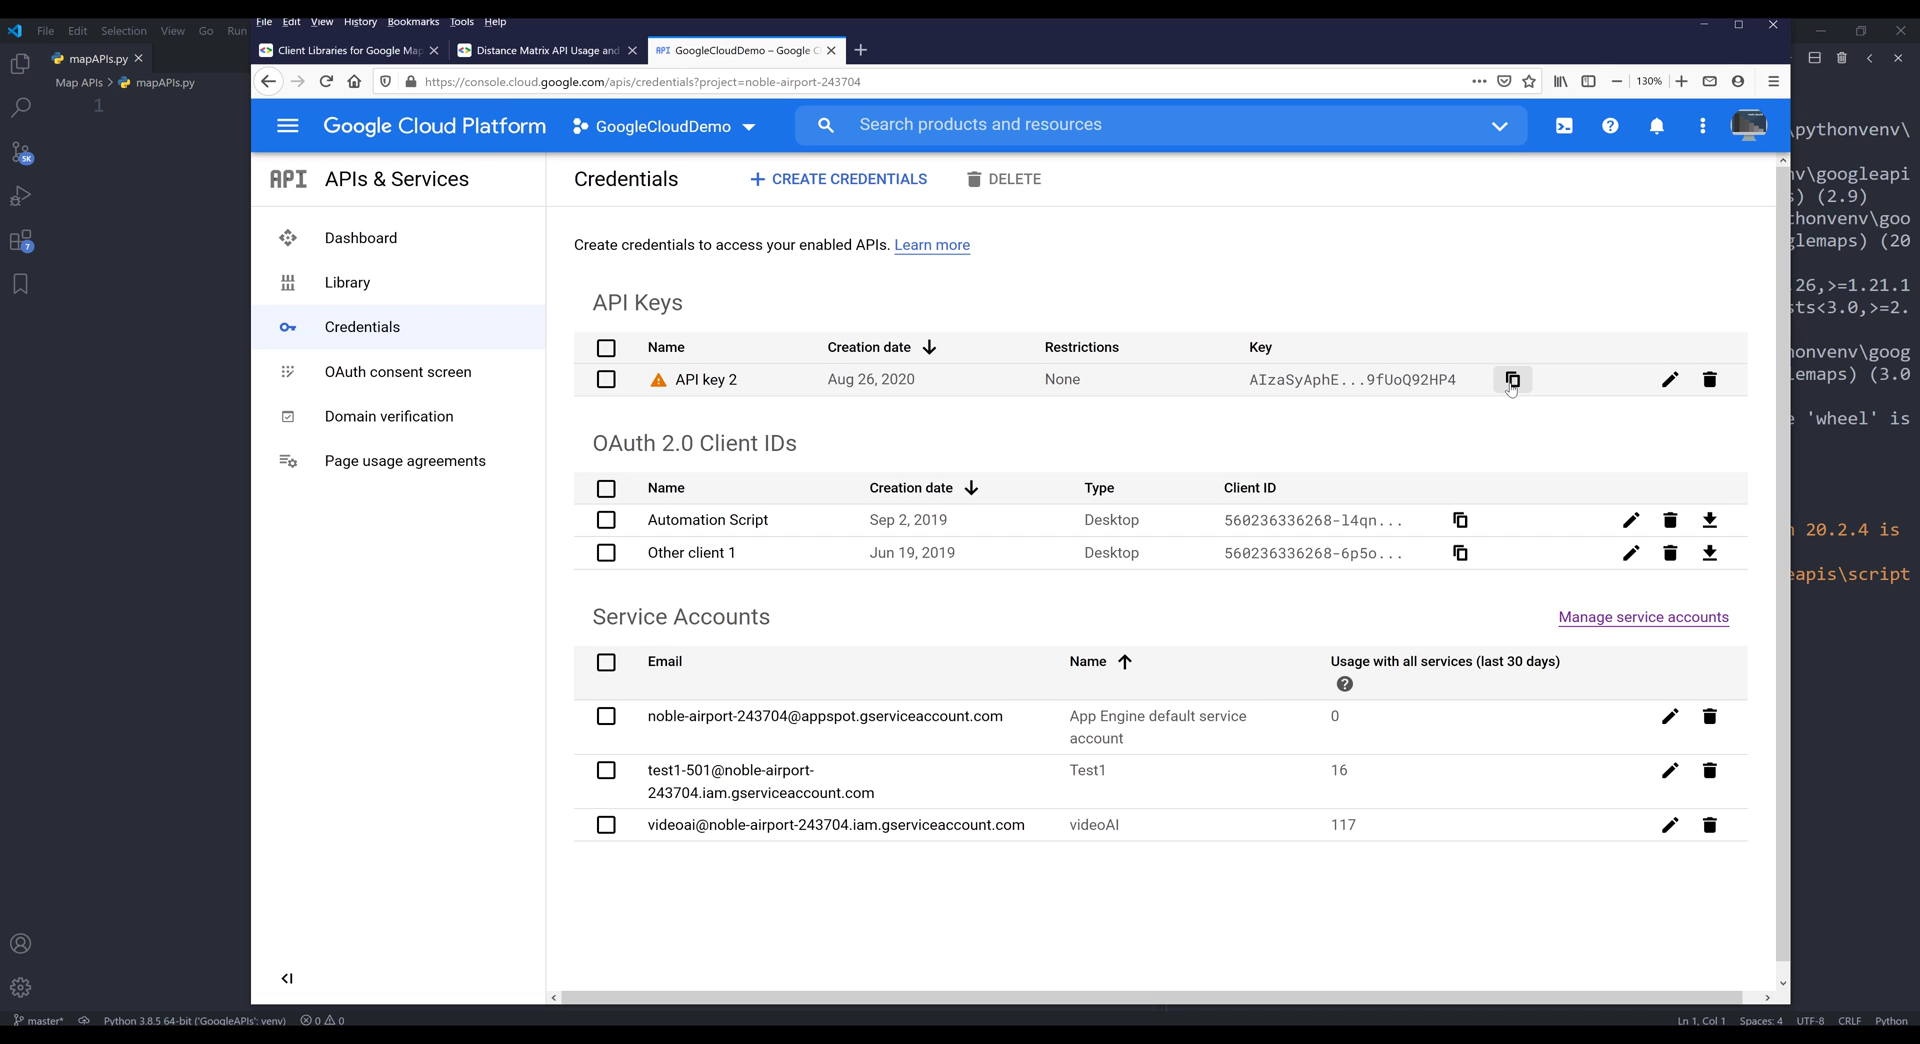 File Edit Selection View Go Run
File Edit View History Bookmarks Tools Help
mapAPIs.py
Client Libraries for Google Map
Distance Matrix API Usage and
API GoogleCloudDemo – Google C
Map APIs > mapAPIs.py
https://console.cloud.google.com/apis/credentials?project=noble-airport-243704
130%
1
Google Cloud Platform
GoogleCloudDemo
Search products and resources
5K
7
API APIs & Services
Credentials
CREATE CREDENTIALS
DELETE
Dashboard
Library
Credentials
OAuth consent screen
Domain verification
Page usage agreements
Create credentials to access your enabled APIs. Learn more
API Keys
Name Creation date Restrictions Key
API key 2 Aug 26, 2020 None AIzaSyAphE...9fUoQ92HP4
OAuth 2.0 Client IDs
Name Creation date Type Client ID
Automation Script Sep 2, 2019 Desktop 560236336268-l4qn...
Other client 1 Jun 19, 2019 Desktop 560236336268-6p5o...
Service Accounts
Manage service accounts
Email Name Usage with all services (last 30 days)
noble-airport-243704@appspot.gserviceaccount.com App Engine default service 0
account
test1-501@noble-airport- Test1 16
243704.iam.gserviceaccount.com
videoai@noble-airport-243704.iam.gserviceaccount.com videoAI 117
\pythonvenv\
nv\googleapi
s) (2.9)
thonvenv\goo
glemaps) (20
26,>=1.21.1
sts<3.0,>=2.
honvenv\goog
lemaps) (3.0
e 'wheel' is
n 20.2.4 is
eapis\script
master* Python 3.8.5 64-bit ('GoogleAPIs': venv) 0 0
Ln 1, Col 1 Spaces: 4 UTF-8 CRLF Python